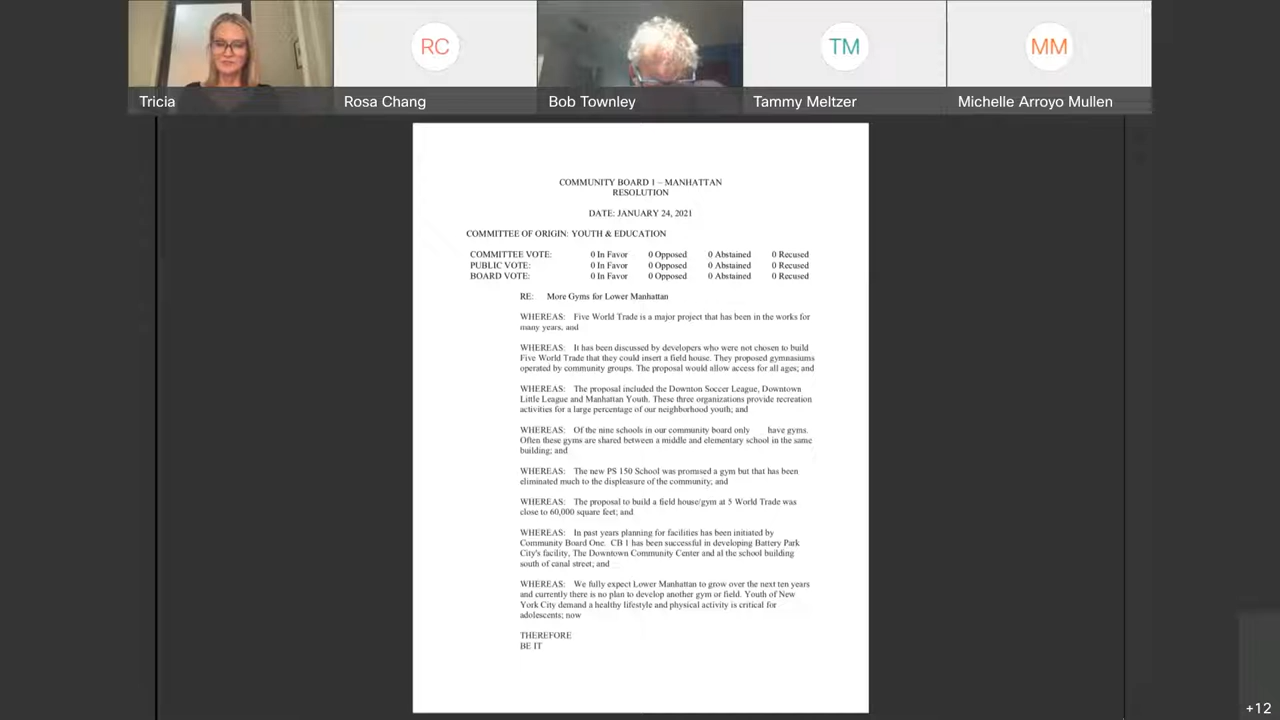 RC
TM
MM
Tricia
Rosa Chang
Bob Townley
Tammy Meltzer
Michelle Arroyo Mullen
COMMUNITY BOARD 1 – MANHATTAN
RESOLUTION
DATE: JANUARY 24, 2021
COMMITTEE OF ORIGIN: YOUTH & EDUCATION
COMMITTEE VOTE: 0 In Favor 0 Opposed 0 Abstained 0 Recused
PUBLIC VOTE: 0 In Favor 0 Opposed 0 Abstained 0 Recused
BOARD VOTE: 0 In Favor 0 Opposed 0 Abstained 0 Recused
RE: More Gyms for Lower Manhattan
WHEREAS: Five World Trade is a major project that has been in the works for
many years, and
WHEREAS: It has been discussed by developers who were not chosen to build
Five World Trade that they could insert a field house. They proposed gymnasiums
operated by community groups. The proposal would allow access for all ages; and
WHEREAS: The proposal included the Downton Soccer League, Downtown
Little League and Manhattan Youth. These three organizations provide recreation
activities for a large percentage of our neighborhood youth; and
WHEREAS: Of the nine schools in our community board only have gyms.
Often these gyms are shared between a middle and elementary school in the same
building; and
WHEREAS: The new PS 150 School was promised a gym but that has been
eliminated much to the displeasure of the community; and
WHEREAS: The proposal to build a field house/gym at 5 World Trade was
close to 60,000 square feet; and
WHEREAS: In past years planning for facilities has been initiated by
Community Board One. CB 1 has been successful in developing Battery Park
City's facility, The Downtown Community Center and al the school building
south of canal street; and
WHEREAS: We fully expect Lower Manhattan to grow over the next ten years
and currently there is no plan to develop another gym or field. Youth of New
York City demand a healthy lifestyle and physical activity is critical for
adolescents; now
THEREFORE
BE IT
+12